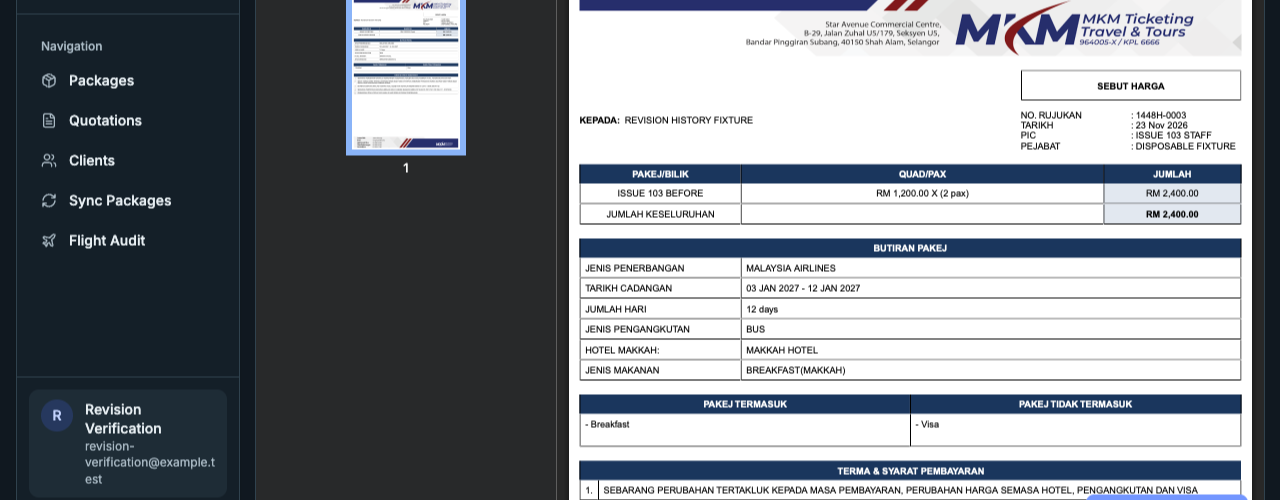 Navigation
Packages
Quotations
Clients
Sync Packages
Flight Audit
R
Revision
Verification
revision-
verification@example.t
est
1
Star Avenue Commercial Centre,
B-29, Jalan Zuhal U5/179, Seksyen U5,
Bandar Pinggiran Subang, 40150 Shah Alam, Selangor
MKM
MKM Ticketing
Travel & Tours
964005-X / KPL 6666
SEBUT HARGA
KEPADA: REVISION HISTORY FIXTURE
NO. RUJUKAN : 1448H-0003
TARIKH : 23 Nov 2026
PIC : ISSUE 103 STAFF
PEJABAT : DISPOSABLE FIXTURE
PAKEJ/BILIK QUAD/PAX JUMLAH
ISSUE 103 BEFORE RM 1,200.00 X (2 pax) RM 2,400.00
JUMLAH KESELURUHAN RM 2,400.00
BUTIRAN PAKEJ
JENIS PENERBANGAN MALAYSIA AIRLINES
TARIKH CADANGAN 03 JAN 2027 - 12 JAN 2027
JUMLAH HARI 12 days
JENIS PENGANGKUTAN BUS
HOTEL MAKKAH: MAKKAH HOTEL
JENIS MAKANAN BREAKFAST(MAKKAH)
PAKEJ TERMASUK PAKEJ TIDAK TERMASUK
- Breakfast - Visa
TERMA & SYARAT PEMBAYARAN
1. SEBARANG PERUBAHAN TERTAKLUK KEPADA MASA PEMBAYARAN, PERUBAHAN HARGA SEMASA HOTEL, PENGANGKUTAN DAN VISA